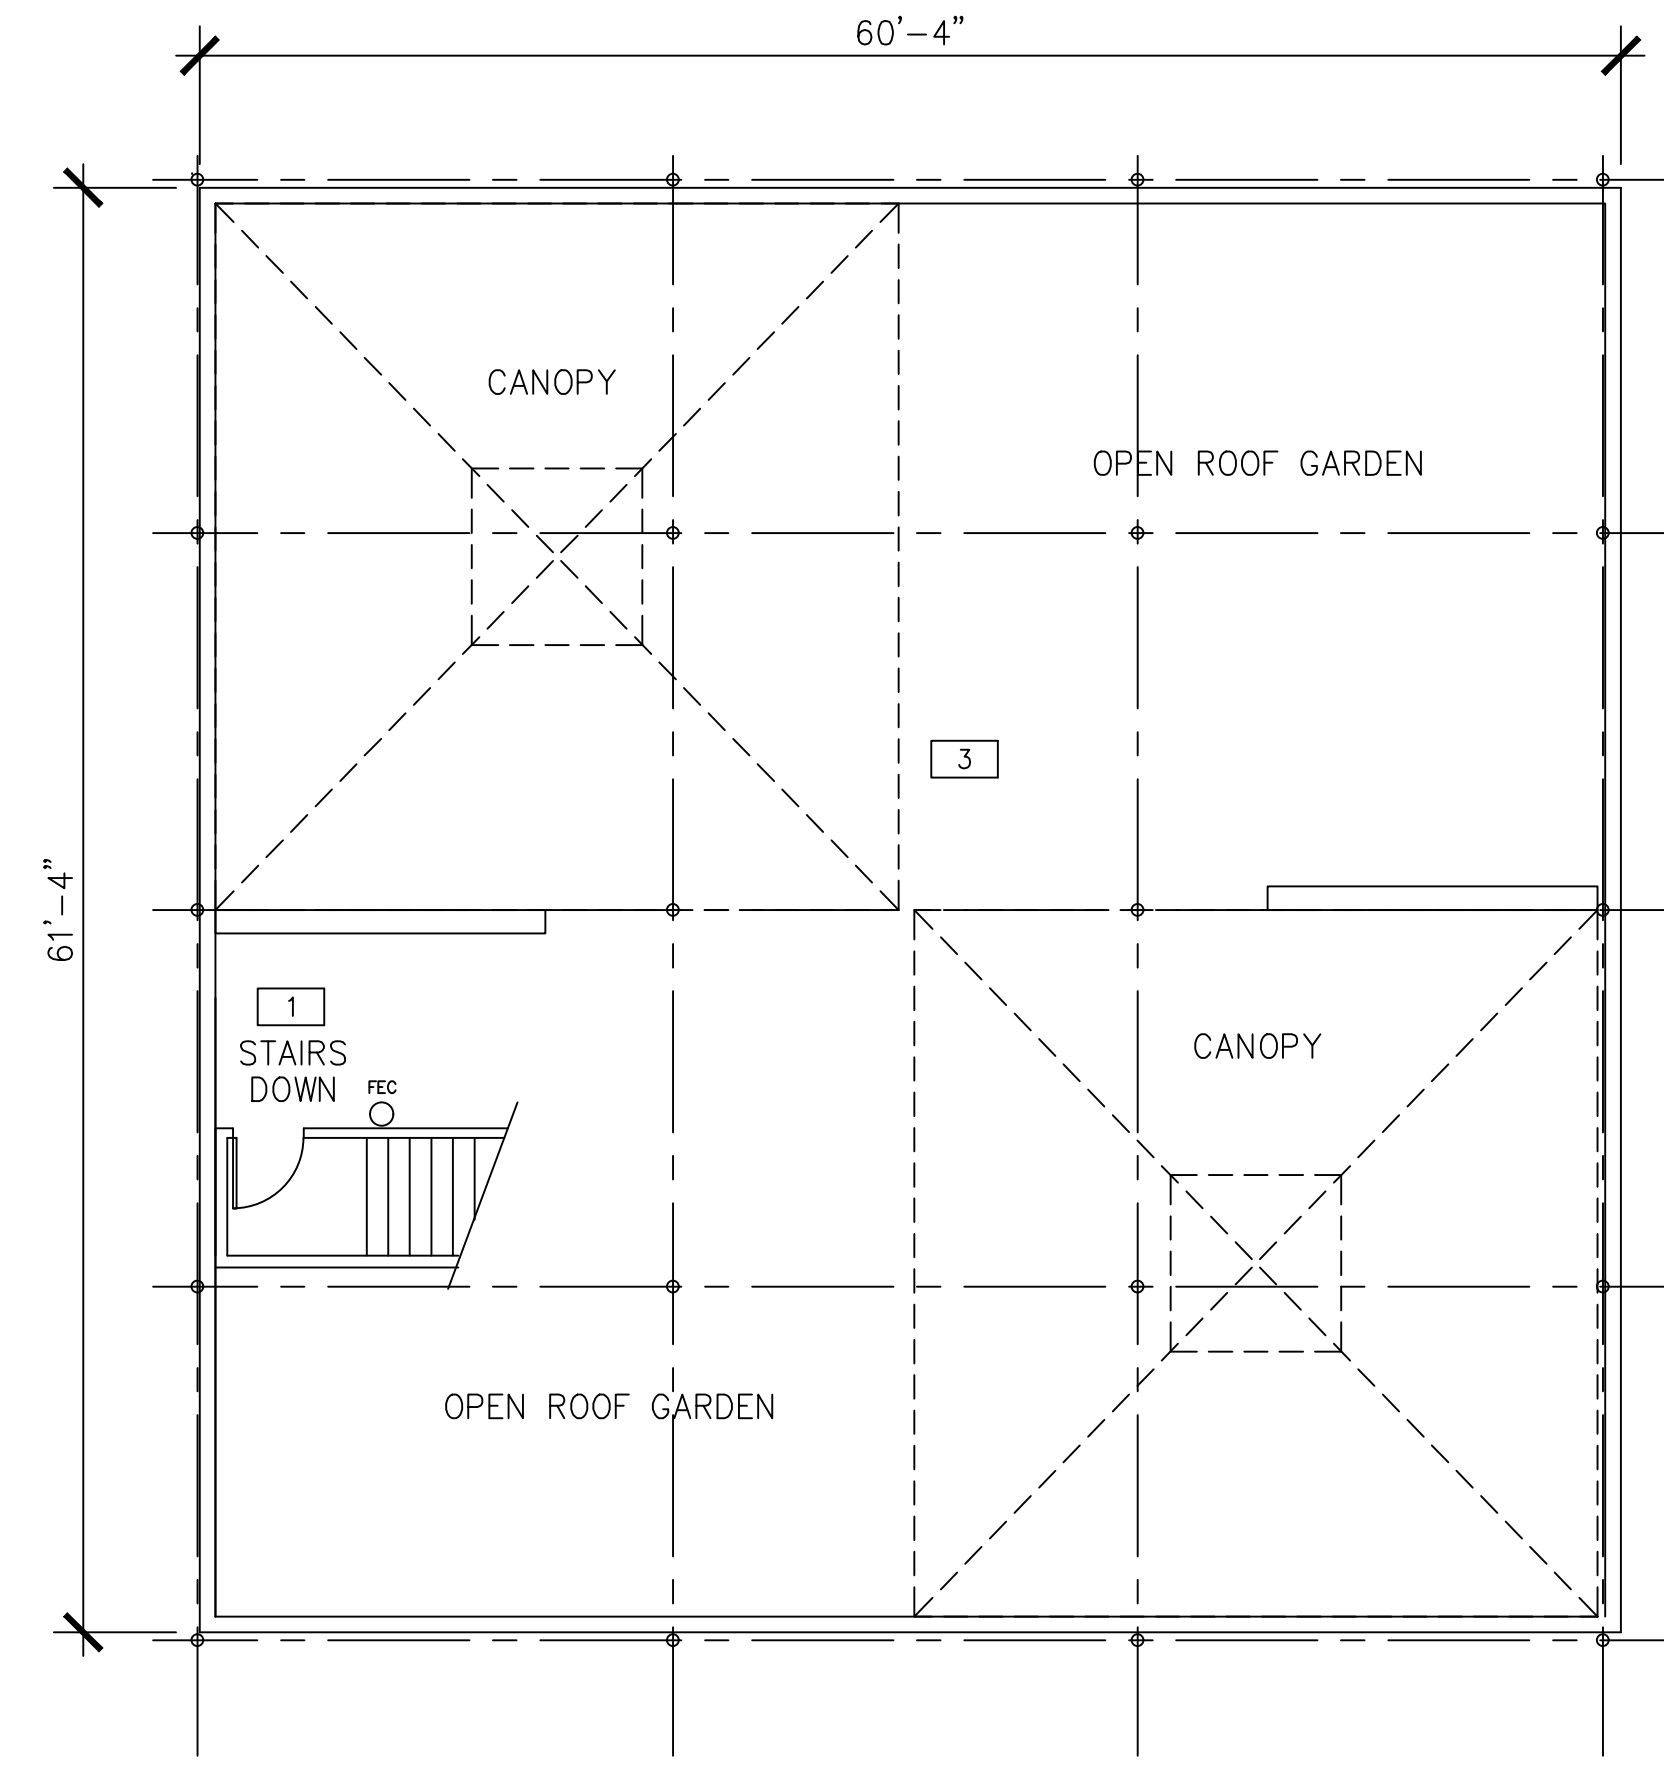 60'-4"
CANOPY
OPEN ROOF GARDEN
3
61'-4"
1
STAIRS
DOWN
FEC
CANOPY
OPEN ROOF GARDEN